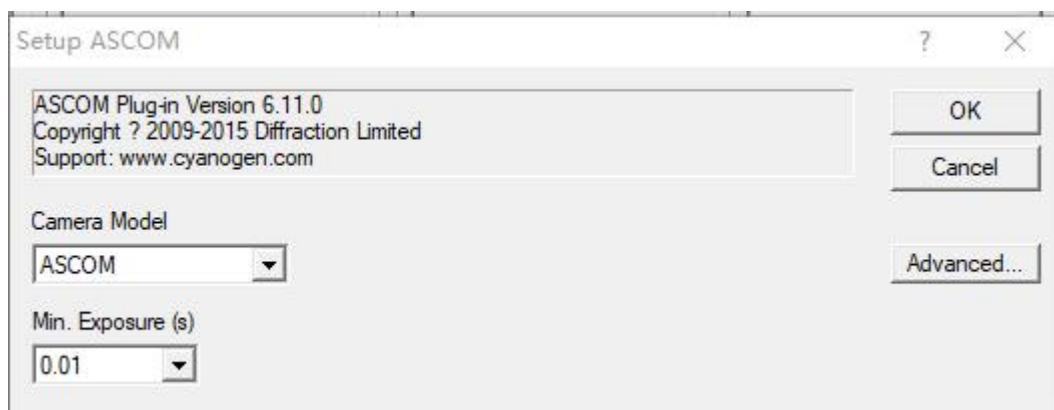 Setup ASCOM
?
ASCOM Plug-in Version 6.11.0
Copyright ? 2009-2015 Diffraction Limited
Support: www.cyanogen.com
OK
Cancel
Camera Model
ASCOM
Advanced...
Min. Exposure (s)
0.01